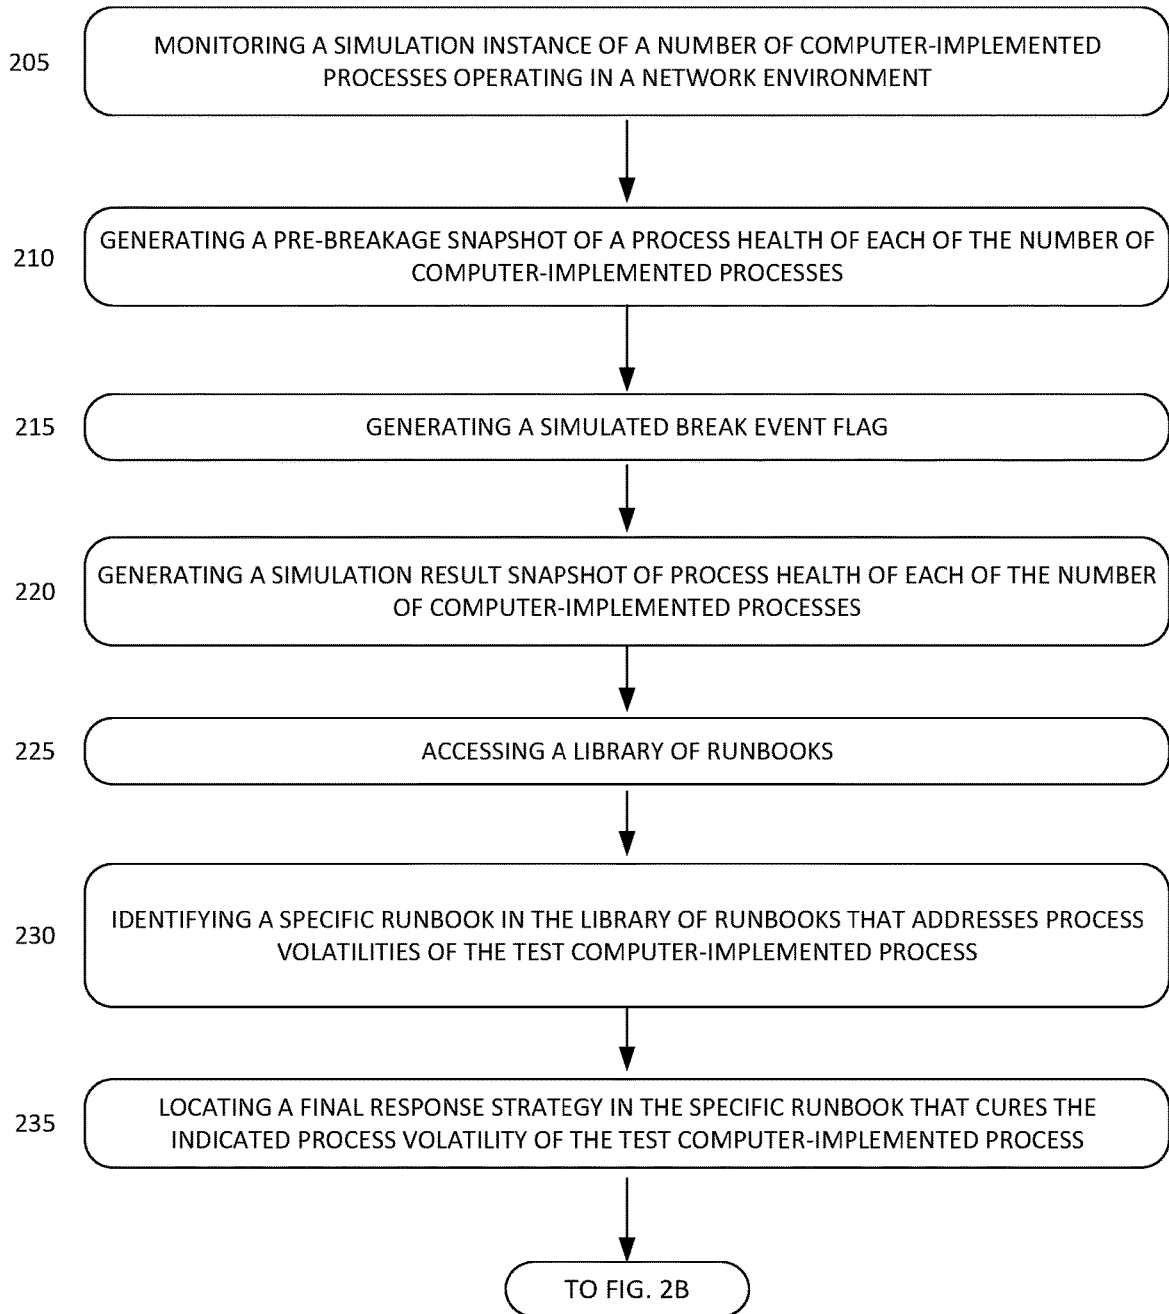 205
MONITORING A SIMULATION INSTANCE OF A NUMBER OF COMPUTER-IMPLEMENTED
PROCESSES OPERATING IN A NETWORK ENVIRONMENT
210
GENERATING A PRE-BREAKAGE SNAPSHOT OF A PROCESS HEALTH OF EACH OF THE NUMBER OF
COMPUTER-IMPLEMENTED PROCESSES
215
GENERATING A SIMULATED BREAK EVENT FLAG
220
GENERATING A SIMULATION RESULT SNAPSHOT OF PROCESS HEALTH OF EACH OF THE NUMBER
OF COMPUTER-IMPLEMENTED PROCESSES
225
ACCESSING A LIBRARY OF RUNBOOKS
230
IDENTIFYING A SPECIFIC RUNBOOK IN THE LIBRARY OF RUNBOOKS THAT ADDRESSES PROCESS
VOLATILITIES OF THE TEST COMPUTER-IMPLEMENTED PROCESS
235
LOCATING A FINAL RESPONSE STRATEGY IN THE SPECIFIC RUNBOOK THAT CURES THE
INDICATED PROCESS VOLATILITY OF THE TEST COMPUTER-IMPLEMENTED PROCESS
TO FIG. 2B